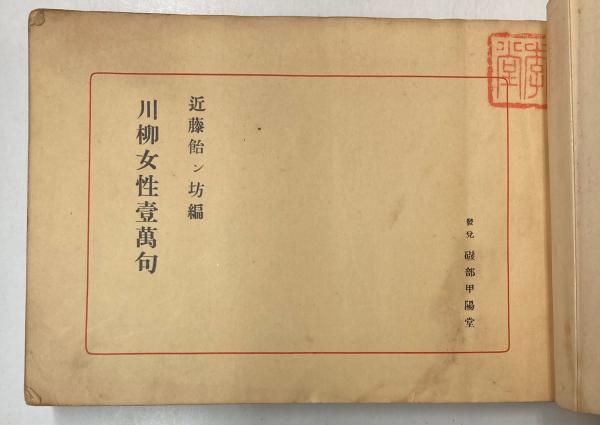 発兌 磯部甲陽堂
近藤飴ン坊編
川柳女性壹萬句